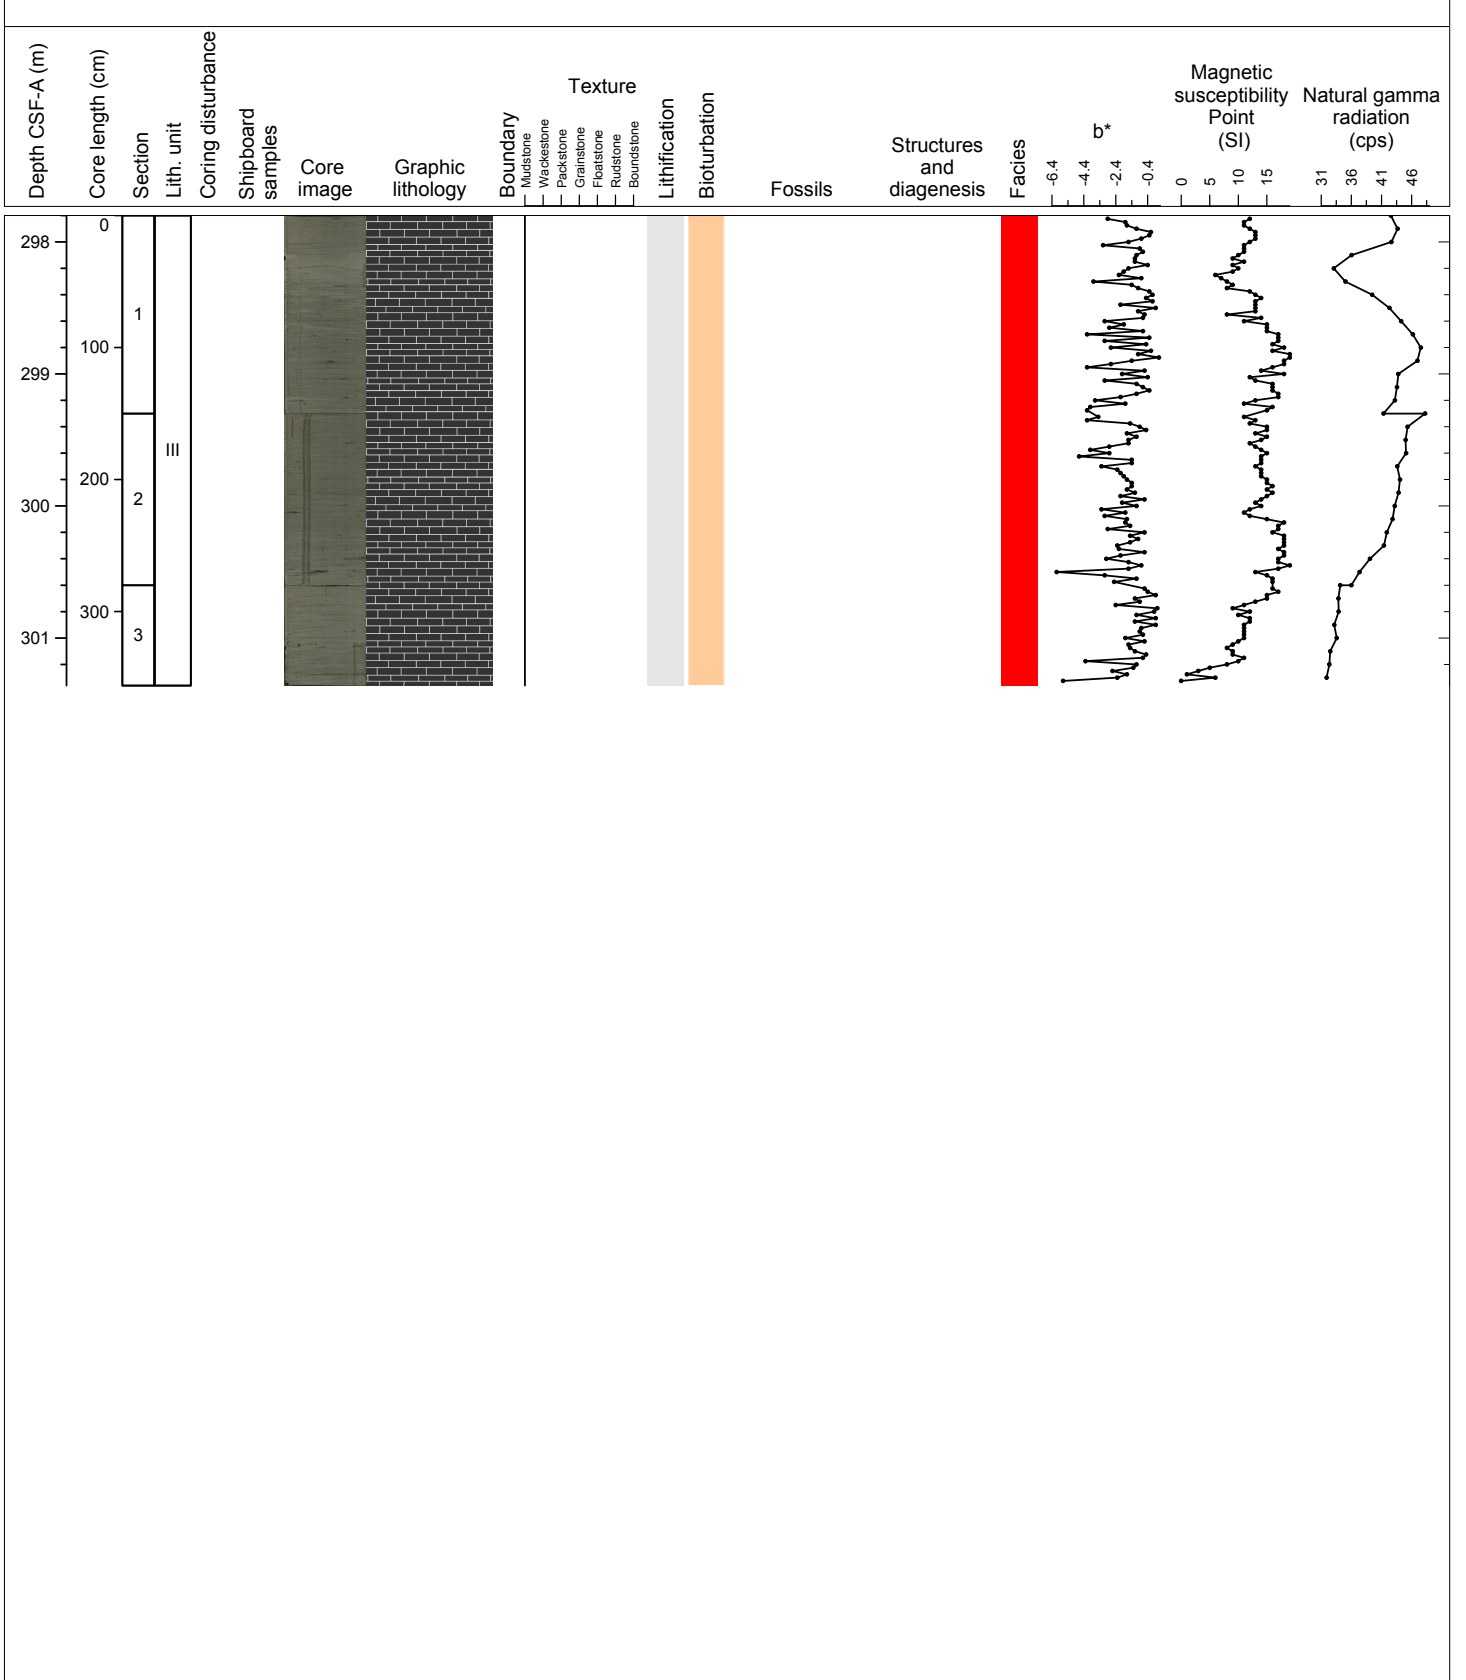 Depth CSF-A (m)
Core length (cm)
Section
Lith. unit
Coring disturbance
Shipboard
samples
Core
image
Graphic
lithology
Boundary
Texture
Mudstone
Wackestone
Packstone
Grainstone
Floatstone
Rudstone
Boundstone
Lithification
Bioturbation
Fossils
Structures
and
diagenesis
Facies
b*
-6.4
-4.4
-2.4
-0.4
Magnetic
susceptibility
Point
(SI)
0
5
10
15
Natural gamma
radiation
(cps)
31
36
41
46
298
299
300
301
0
100
200
300
1
2
3
III